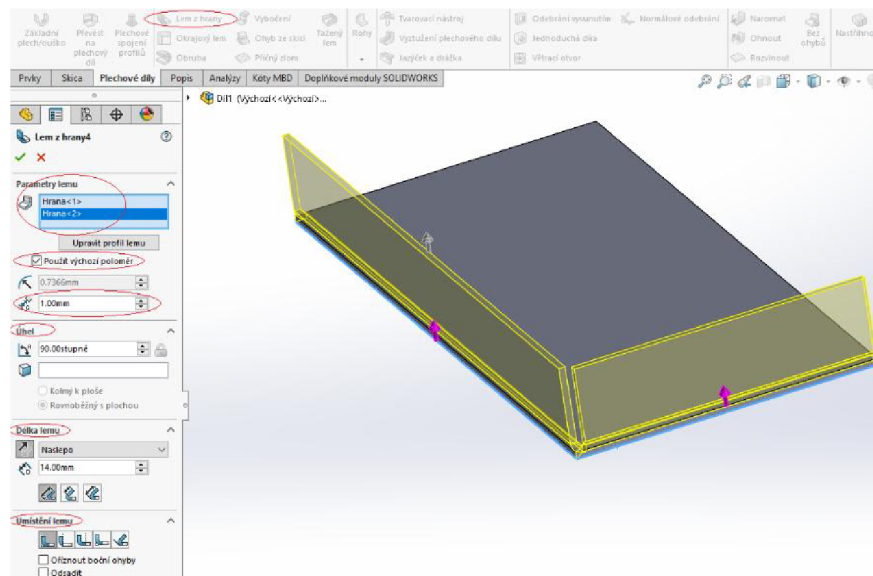 Základní plech/ouško
Převést na plechový díl
Plechové spojení profilů
Lem z hrany
Okrajový lem
Obruba
Vybočení
Ohyb ze skici
Příčný zlom
Tažený lem
Rohy
Tvarovací nástroj
Vyztužení plechového dílu
Jazýček a drážka
Odebrání vysunutím
Jednoduchá díra
Větrací otvor
Normálové odebrání
Narovnat
Ohnout
Rozvinout
Bez ohybů
Prvky Skica Plechové díly Popis Analýzy Kóty MBD Doplňkové moduly SOLIDWORKS
Díl1 (Výchozí<<Výchozí>...
Lem z hrany4
Parametry lemu
Hrana<1>
Hrana<2>
Upravit profil lemu
Použít výchozí poloměr
0.7366mm
1.00mm
Úhel
90.00stupně
Kolmý k ploše
Rovnoběžný s plochou
Délka lemu
Naslepo
14.00mm
Umístění lemu
Oříznout boční ohyby
Odsadit